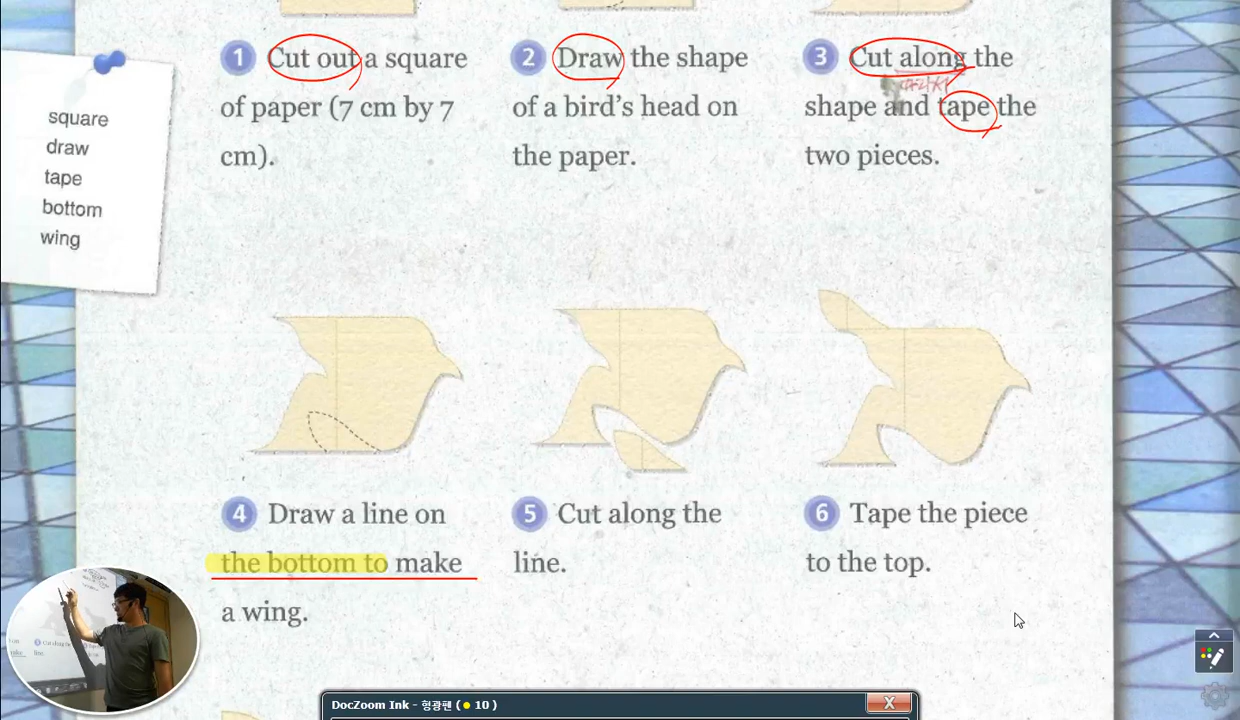 square
draw
tape
bottom
wing
1 Cut out a square
of paper (7 cm by 7
cm).
2 Draw the shape
of a bird's head on
the paper.
3 Cut along the
따라서
shape and tape the
two pieces.
4 Draw a line on
the bottom to make
a wing.
5 Cut along the
line.
6 Tape the piece
to the top.
DocZoom Ink - 형광펜 ( 10 )